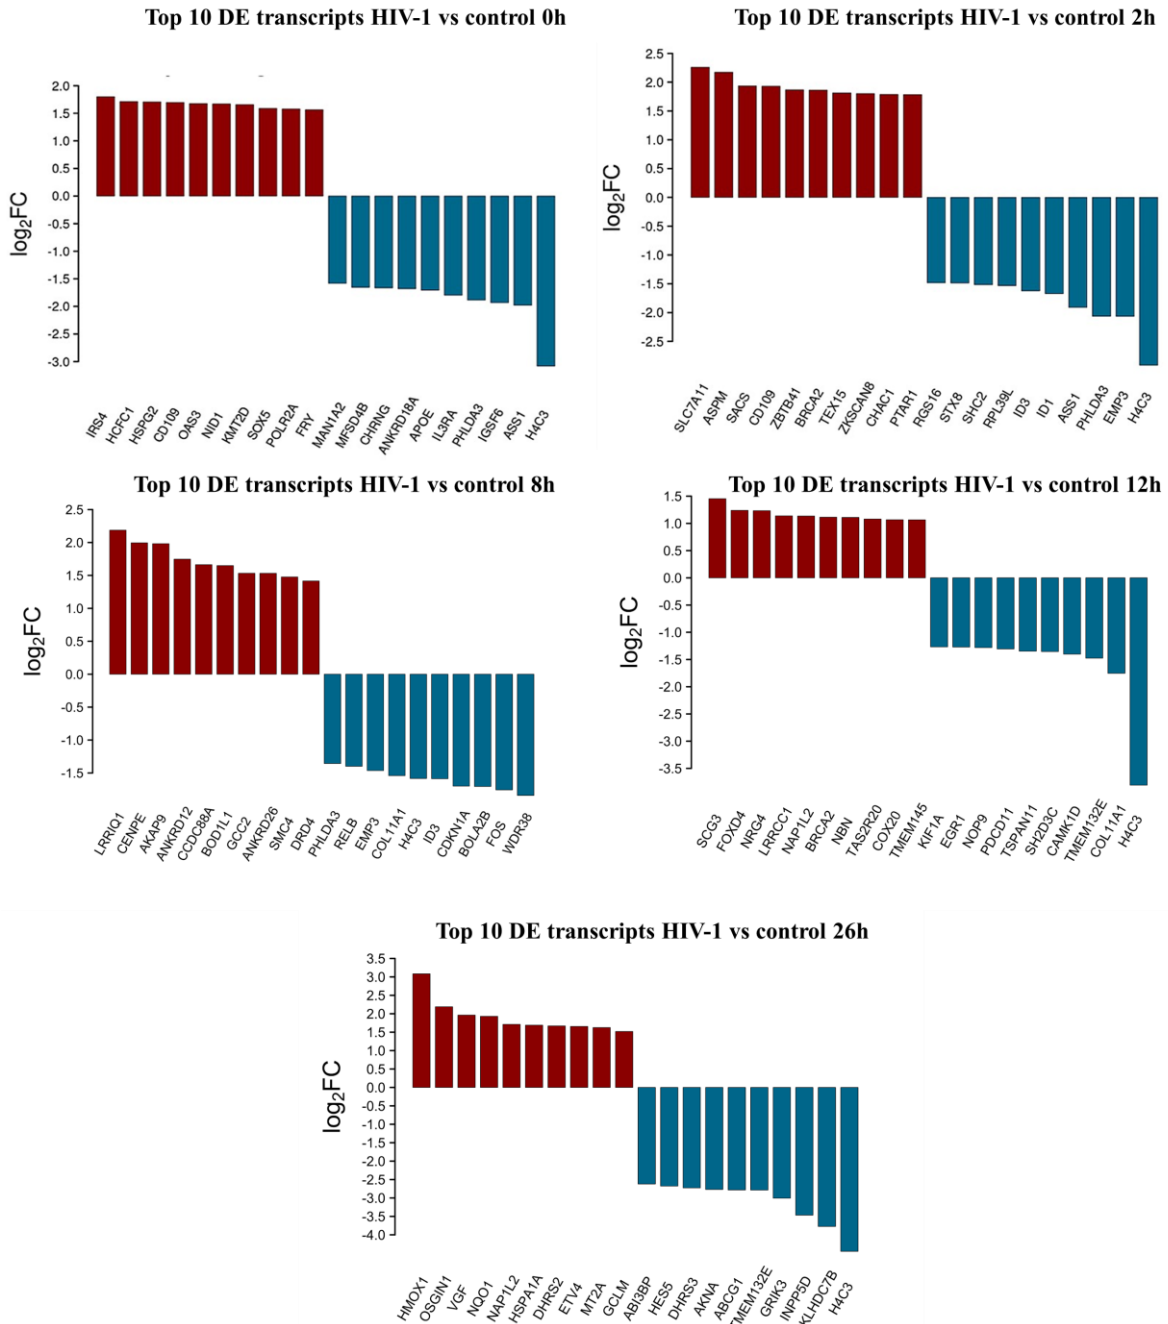 Top 10 DE transcripts HIV-1 vs control 0h
2.0
1.5
1.0
0.5
0.0
-0.5
-1.0
-1.5
-2.0
-2.5
-3.0
log2FC
IRS4
HCFC1
HSPG2
CD109
OAS3
NID1
KMT2D
SOX5
POLR2A
FRY
MAN1A2
MFSD4B
CHRNG
ANKRD18A
APOE
IL3RA
PHLDA3
IGSF6
ASS1
H4C3
Top 10 DE transcripts HIV-1 vs control 2h
2.5
2.0
1.5
1.0
0.5
0.0
-0.5
-1.0
-1.5
-2.0
-2.5
log2FC
SLC7A11
ASPM
SACS
CD109
ZBTB41
BRCA2
TEX15
ZKSCAN8
CHAC1
PTAR1
RGS16
STX8
SHC2
RPL39L
ID3
ID1
ASS1
PHLDA3
EMP3
H4C3
Top 10 DE transcripts HIV-1 vs control 8h
2.5
2.0
1.5
1.0
0.5
0.0
-0.5
-1.0
-1.5
log2FC
LRRIQ1
CENPE
AKAP9
ANKRD12
CCDC88A
BOD1L1
GCC2
ANKRD26
SMC4
DRD4
PHLDA3
RELB
EMP3
COL11A1
H4C3
ID3
CDKN1A
BOLA2B
FOS
WDR38
Top 10 DE transcripts HIV-1 vs control 12h
1.5
1.0
0.5
0.0
-0.5
-1.0
-1.5
-2.0
-2.5
-3.0
-3.5
log2FC
SCG3
FOXD4
NRG4
LRRCC1
NAP1L2
BRCA2
NBN
TAS2R20
COX20
TMEM145
KIF1A
EGR1
NOP9
PDCD11
TSPAN11
SH2D3C
CAMK1D
TMEM132E
COL11A1
H4C3
Top 10 DE transcripts HIV-1 vs control 26h
3.5
3.0
2.5
2.0
1.5
1.0
0.5
0.0
-0.5
-1.0
-1.5
-2.0
-2.5
-3.0
-3.5
-4.0
log2FC
HMOX1
OSGIN1
VGF
NQO1
NAP1L2
HSPA1A
DHRS2
ETV4
MT2A
GCLM
ABI3BP
HES5
DHRS3
AKNA
ABCG1
TMEM132E
GRIK3
INPP5D
KLHDC7B
H4C3